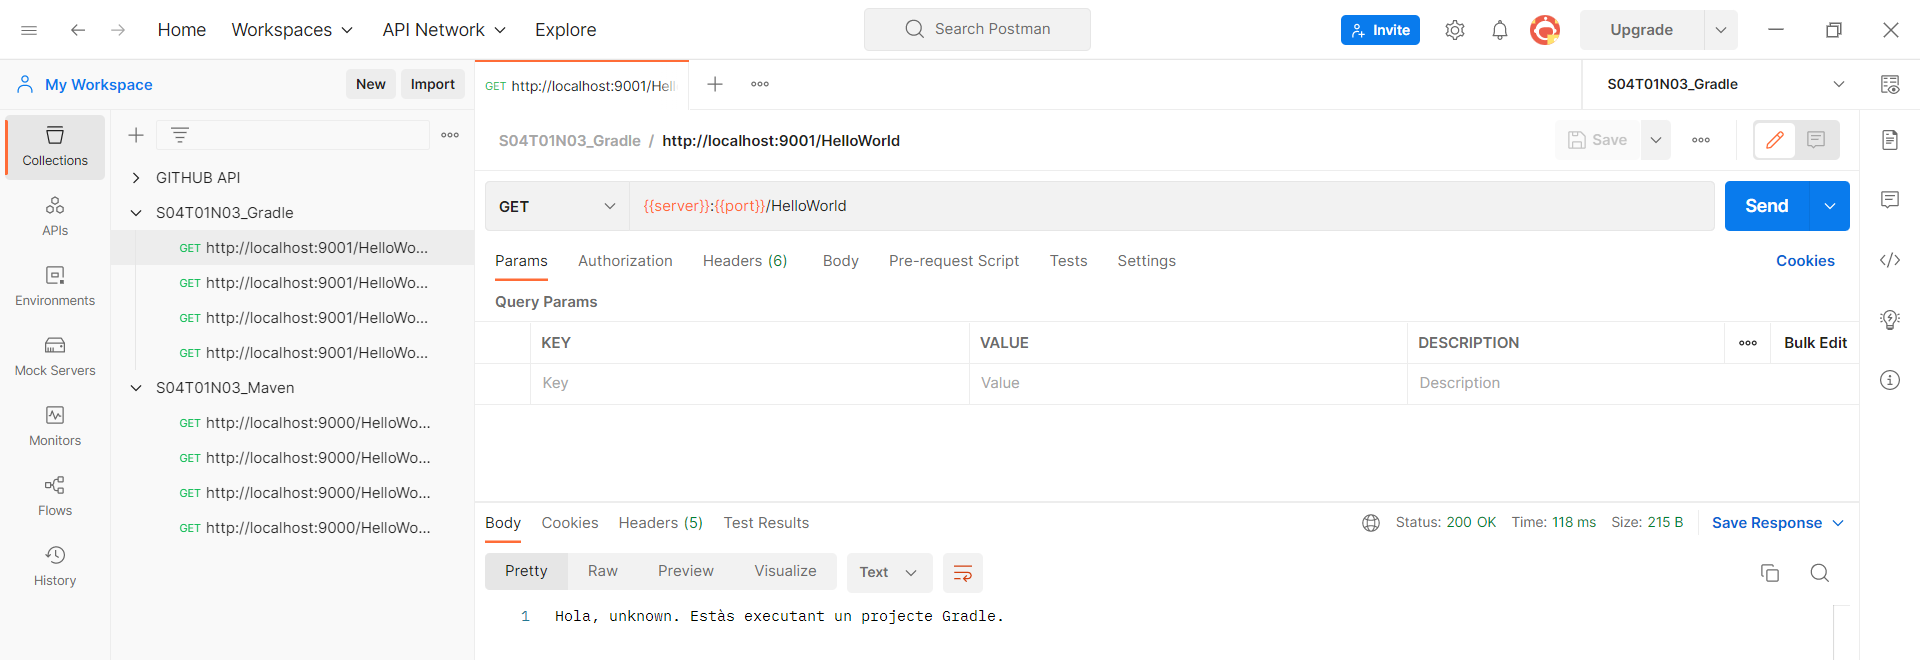 Home Workspaces API Network Explore Search Postman Invite Upgrade
My Workspace New Import GET http://localhost:9001/Hell S04T01N03_Gradle
Collections
APIs
Environments
Mock Servers
Monitors
Flows
History
GITHUB API
S04T01N03_Gradle
GET http://localhost:9001/HelloWo...
GET http://localhost:9001/HelloWo...
GET http://localhost:9001/HelloWo...
GET http://localhost:9001/HelloWo...
S04T01N03_Maven
GET http://localhost:9000/HelloWo...
GET http://localhost:9000/HelloWo...
GET http://localhost:9000/HelloWo...
GET http://localhost:9000/HelloWo...
S04T01N03_Gradle / http://localhost:9001/HelloWorld Save
GET {{server}}:{{port}}/HelloWorld Send
Params Authorization Headers (6) Body Pre-request Script Tests Settings Cookies
Query Params
KEY VALUE DESCRIPTION Bulk Edit
Key Value Description
Body Cookies Headers (5) Test Results Status: 200 OK Time: 118 ms Size: 215 B Save Response
Pretty Raw Preview Visualize Text
1 Hola, unknown. Estàs executant un projecte Gradle.